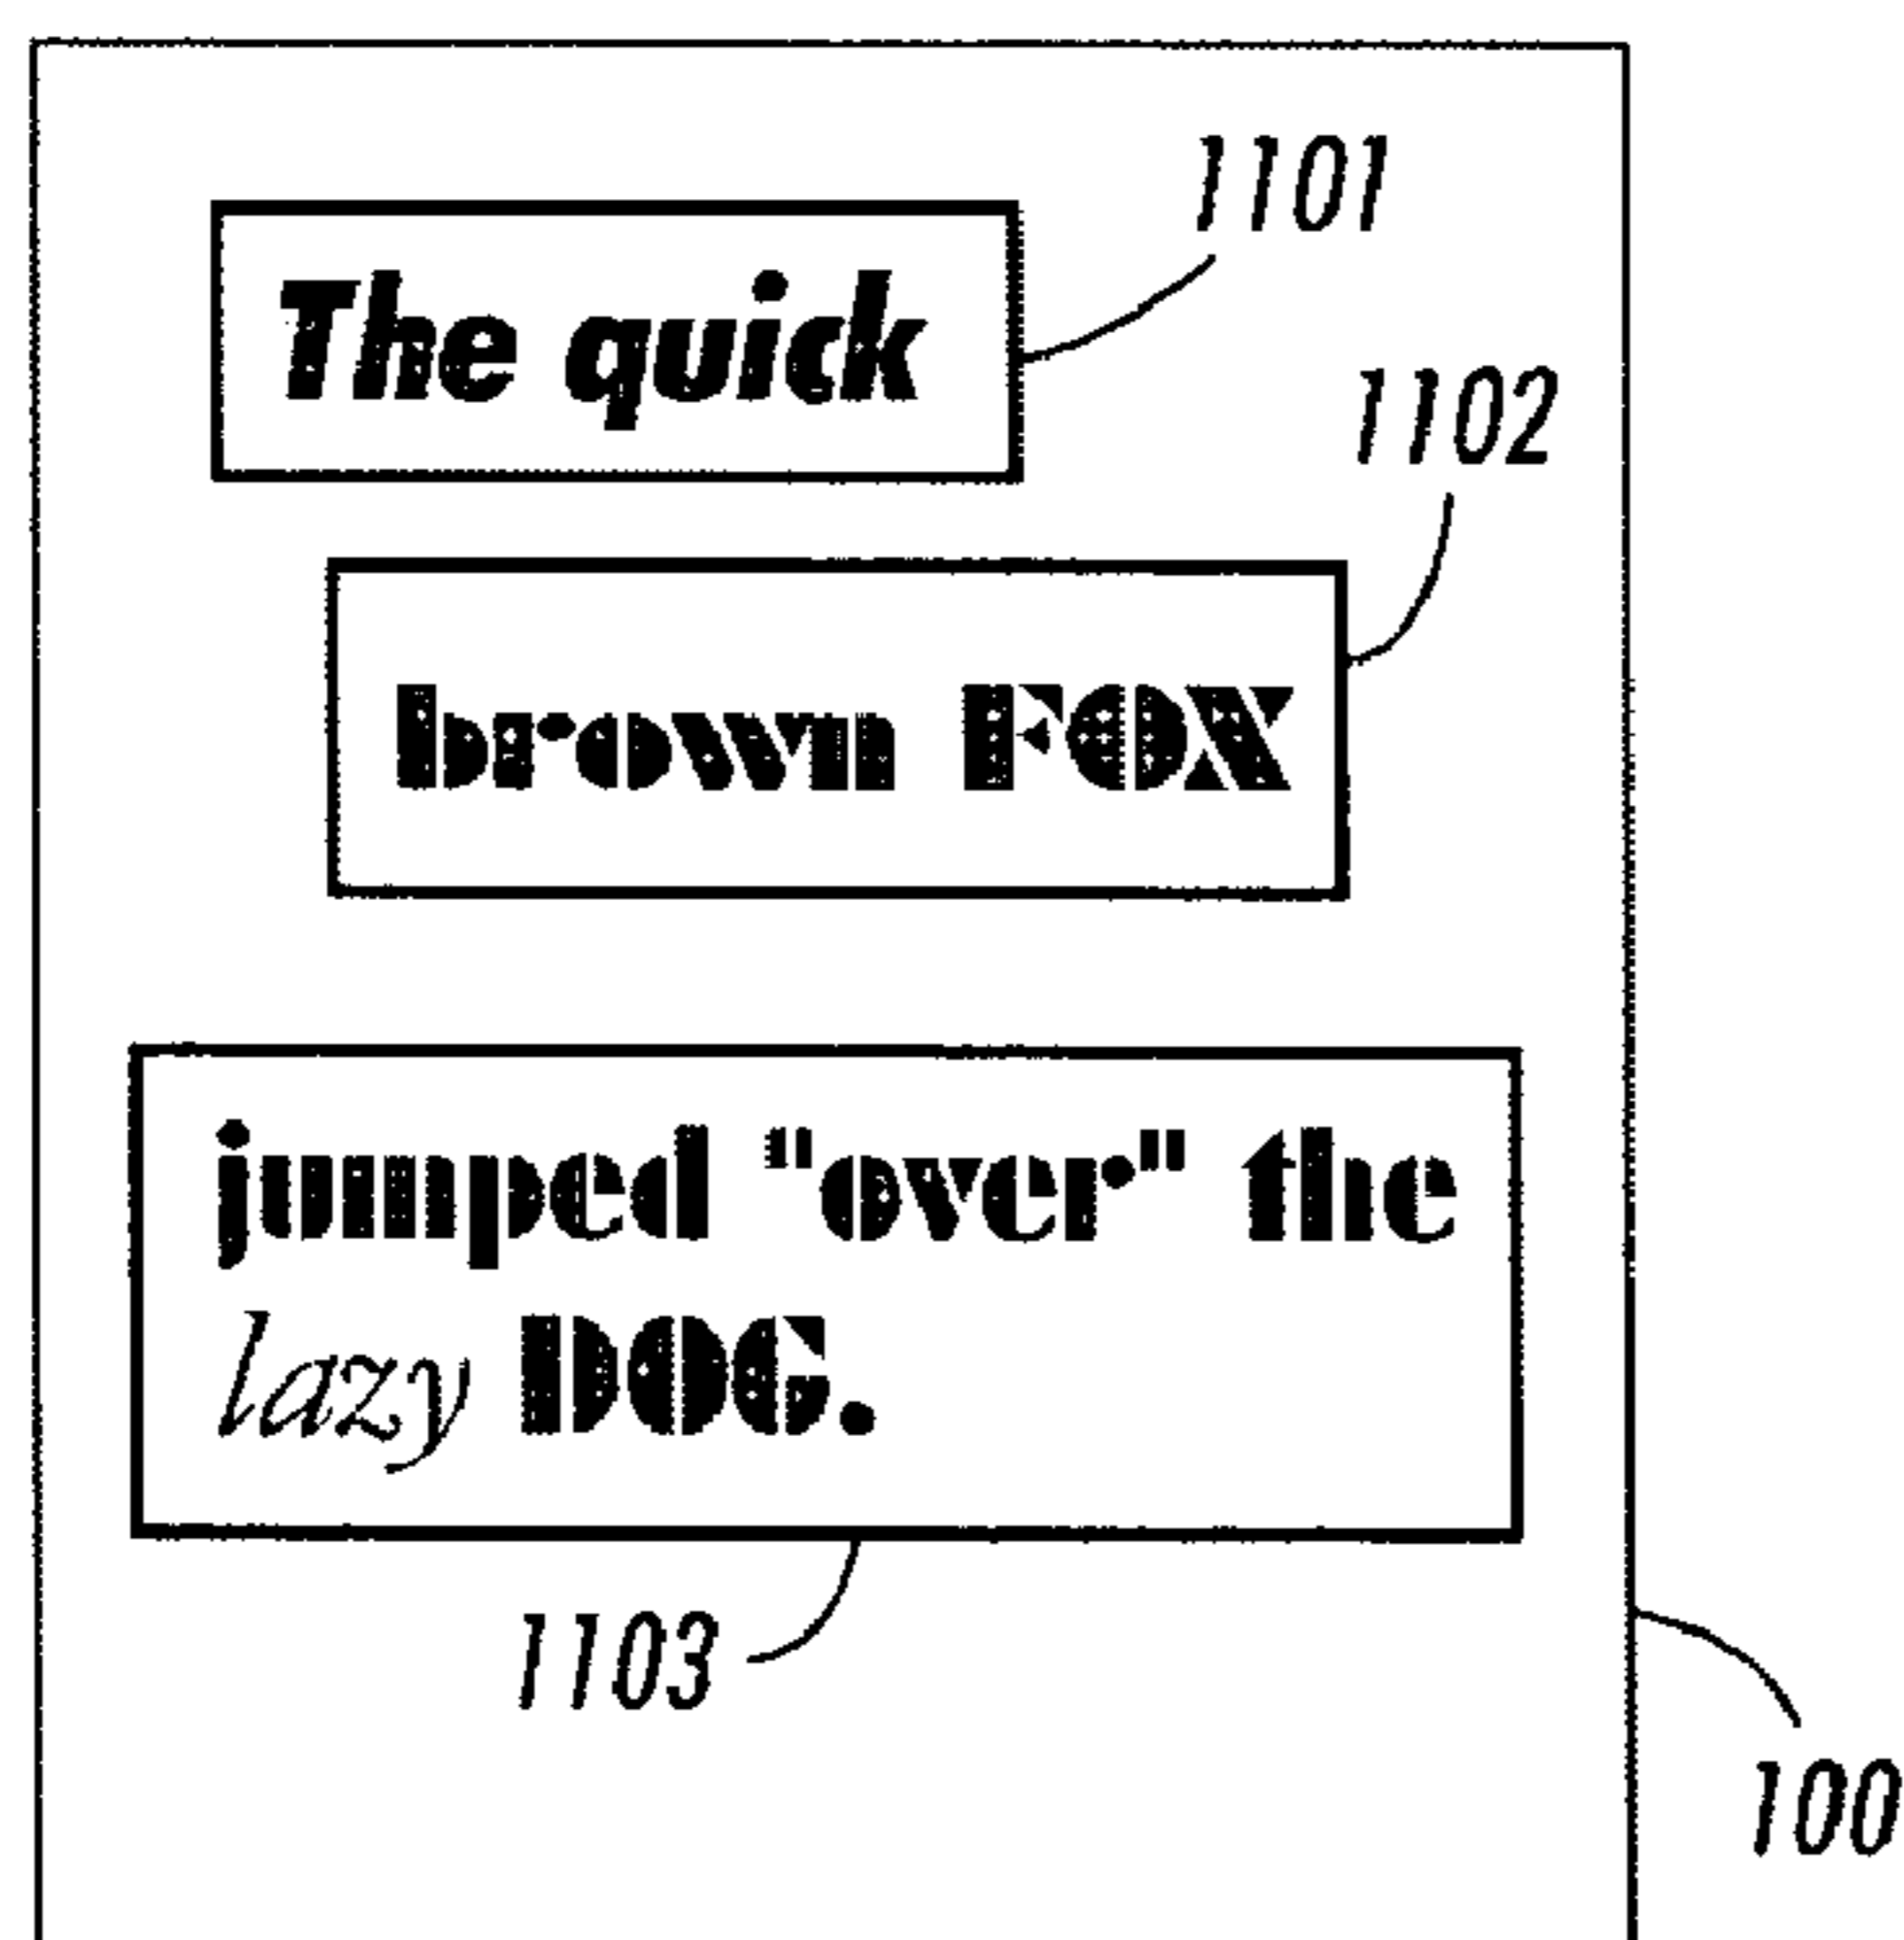 1101
The quick
1102
brown FOX
jumped "over" the
lazy DOG.
1103
100